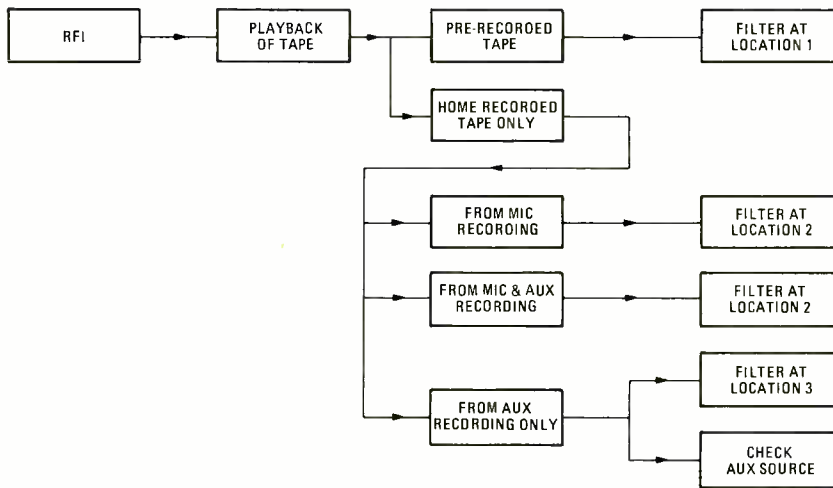 RFI
PLAYBACK
OF TAPE
PRE-RECOROED
TAPE
FILTER AT
LOCATION 1
HOME RECOROED
TAPE ONLY
FROM MIC
RECOROING
FILTER AT
LOCATION 2
FROM MIC & AUX
RECORDING
FILTER AT
LOCATION 2
FROM AUX
RECORDING ONLY
FILTER AT
LOCATION 3
CHECK
AUX SOURCE